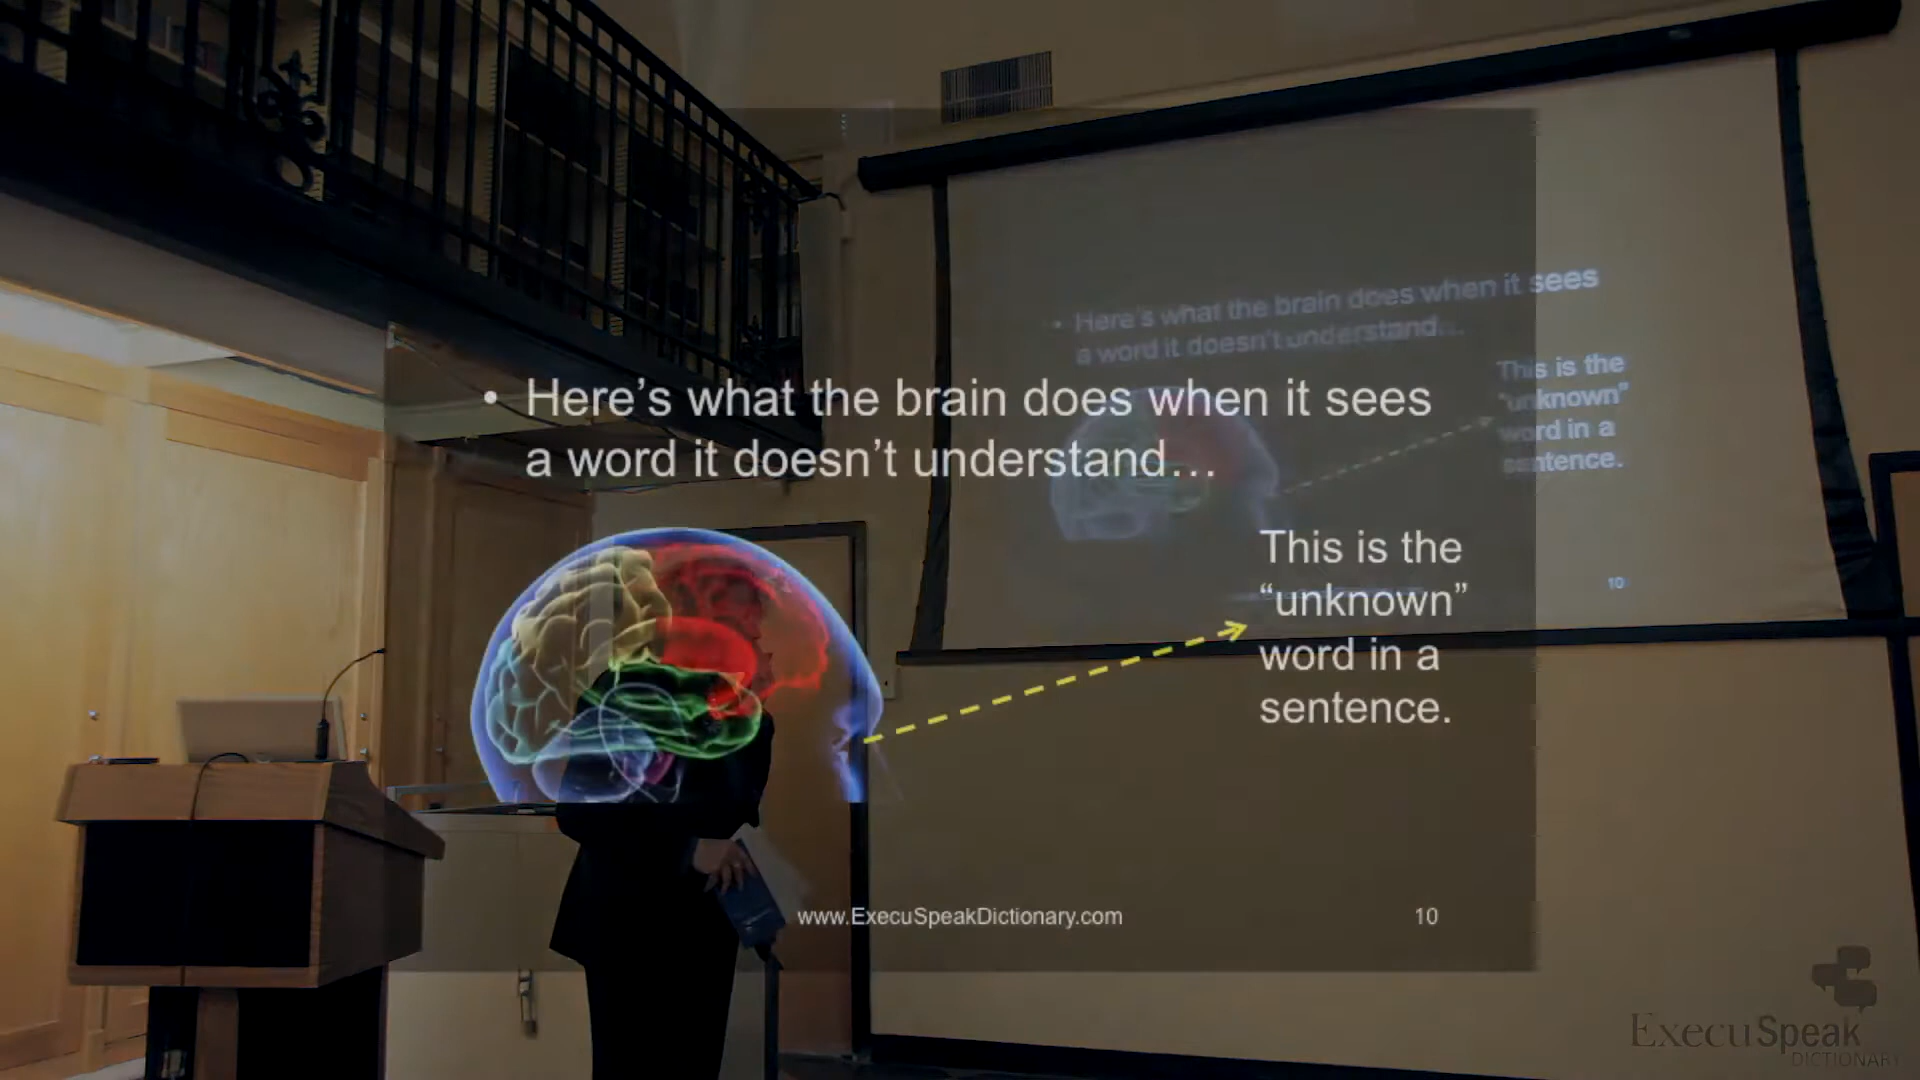 • Here's what the brain does when it sees
a word it doesn't understand...
• Here’s what the brain does when it sees
a word it doesn’t understand…
This is the
“unknown”
word in a
sentence.
10
This is the
“unknown”
word in a
sentence.
www.ExecuSpeakDictionary.com
10
ExecuSpeak
DICTIONARY